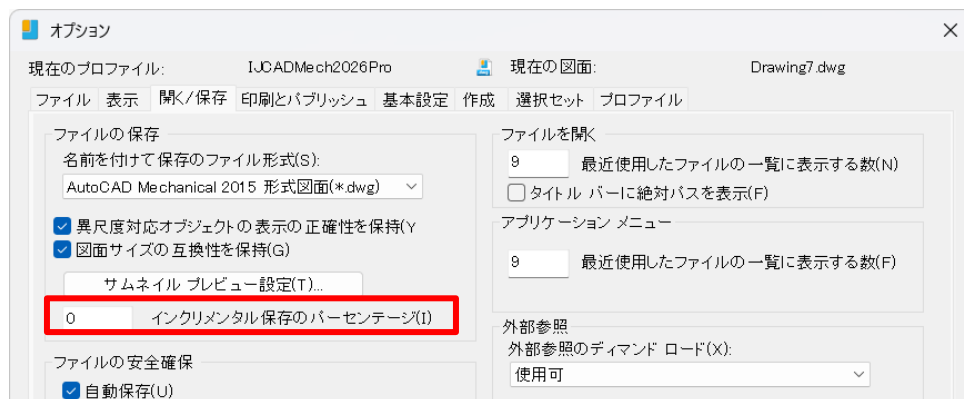 オプション
現在のプロファイル: IJCADMech2026Pro 現在の図面: Drawing7.dwg
ファイル 表示 開く/保存 印刷とパブリッシュ 基本設定 作成 選択セット プロファイル
ファイルの保存
名前を付けて保存のファイル形式(S):
AutoCAD Mechanical 2015 形式図面(*.dwg)
異尺度対応オブジェクトの表示の正確性を保持(Y
図面サイズの互換性を保持(G)
サムネイル プレビュー設定(T)...
0 インクリメンタル保存のパーセンテージ(I)
ファイルの安全確保
自動保存(U)
ファイルを開く
9 最近使用したファイルの一覧に表示する数(N)
タイトル バーに絶対パスを表示(F)
アプリケーション メニュー
9 最近使用したファイルの一覧に表示する数(F)
外部参照
外部参照のディマンド ロード(X):
使用可